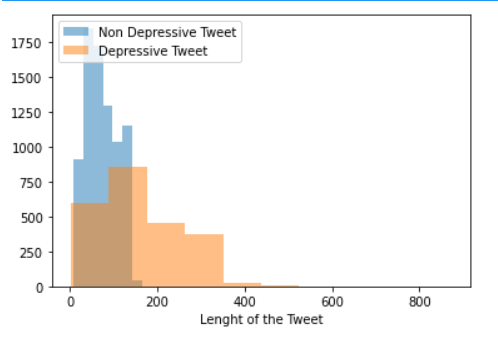 Non Depressive Tweet
Depressive Tweet
1750
1500
1250
1000
750
500
250
0
0 200 400 600 800
Lenght of the Tweet